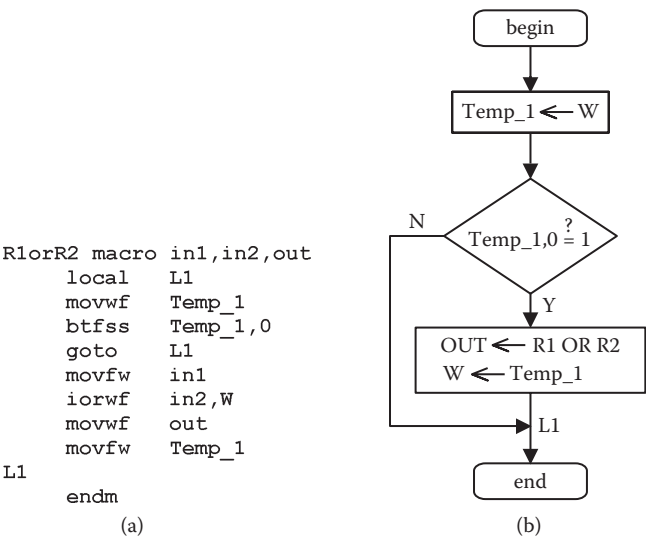 R1orR2 macro in1,in2,out
local L1
movwf Temp_1
btfss Temp_1,0
goto L1
movfw in1
iorwf in2,W
movwf out
movfw Temp_1
L1
endm
(a)
begin
Temp_1 ← W
Temp_1,0 =? 1
N
Y
OUT ← R1 OR R2
W ← Temp_1
L1
end
(b)